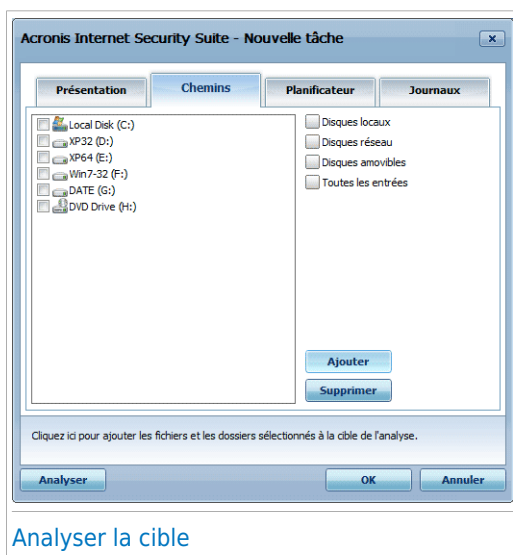 Acronis Internet Security Suite - Nouvelle tâche
Présentation
Chemins
Planificateur
Journaux
Local Disk (C:)
XP32 (D:)
XP64 (E:)
Win7-32 (F:)
DATE (G:)
DVD Drive (H:)
Disques locaux
Disques réseau
Disques amovibles
Toutes les entrées
Ajouter
Supprimer
Cliquez ici pour ajouter les fichiers et les dossiers sélectionnés à la cible de l'analyse.
Analyser
OK
Annuler
Analyser la cible